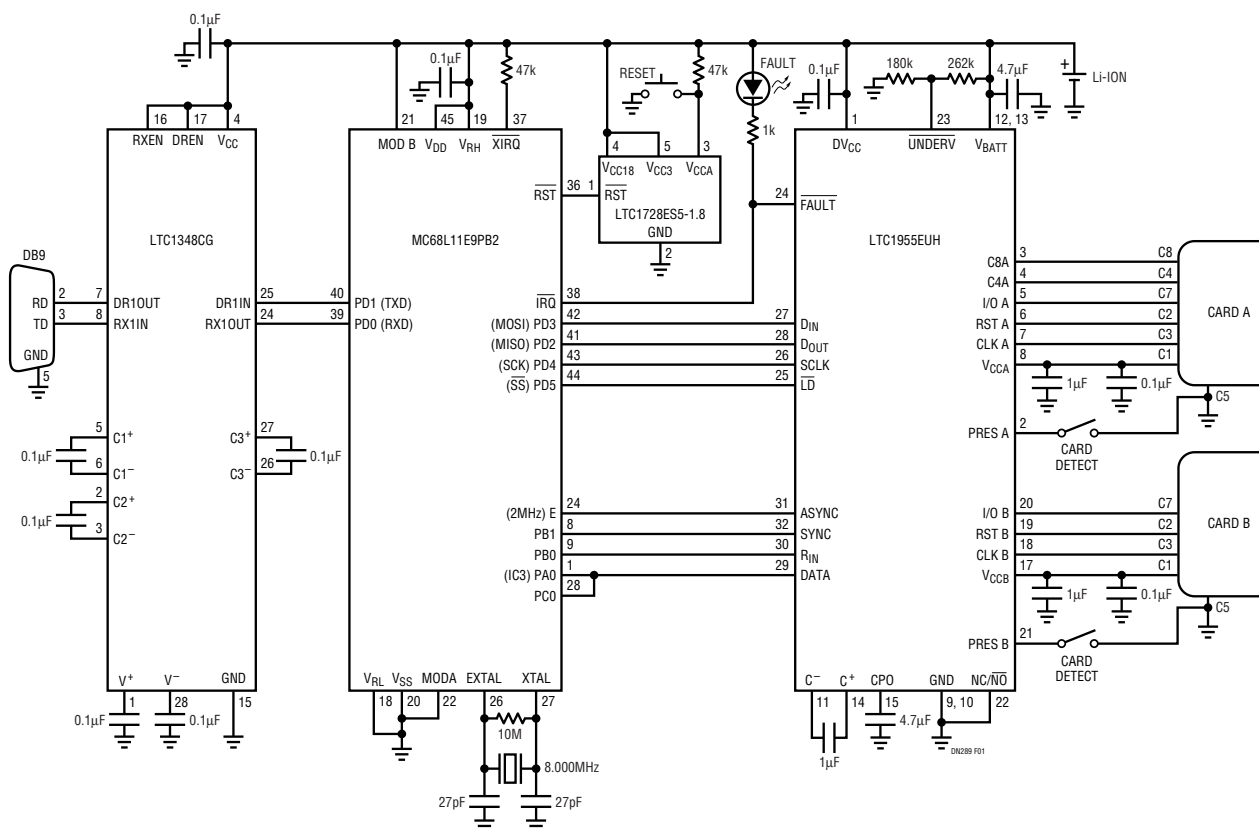 0.1µF
0.1µF
47k
RESET
47k
FAULT
1k
0.1µF
180k
262k
4.7µF
+
Li-ION
16 17 4
RXEN DREN VCC
21 45 19 37
MOD B VDD VRH XIRQ
4 5 3
VCC18 VCC3 VCCA
36 1
RST RST
LTC1728ES5-1.8
GND
2
1 23 12, 13
DVCC UNDERV VBATT
24
FAULT
LTC1348CG
MC68L11E9PB2
LTC1955EUH
DB9
RD 2 7 DR1OUT
TD 3 8 RX1IN
GND
5
DR1IN 25 40 PD1 (TXD)
RX1OUT 24 39 PD0 (RXD)
IRQ 38
(MOSI) PD3 42 27 DIN
(MISO) PD2 41 28 DOUT
(SCK) PD4 43 26 SCLK
(SS) PD5 44 25 LD
C8A 3 C8
C4A 4 C4
I/O A 5 C7
RST A 6 C2
CLK A 7 C3
VCCA 8 C1
CARD A
1µF 0.1µF
C5
PRES A 2
CARD
DETECT
5 C1+
0.1µF
6 C1–
2 C2+
0.1µF
3 C2–
C3+ 27
0.1µF
C3– 26
(2MHz) E 24 31 ASYNC
PB1 8 32 SYNC
PB0 9 30 RIN
(IC3) PA0 1 29 DATA
PC0 28
I/O B 20 C7
RST B 19 C2
CLK B 18 C3
VCCB 17 C1
CARD B
1µF 0.1µF
C5
PRES B 21
CARD
DETECT
V+ V– GND
1 28 15
0.1µF 0.1µF
VRL VSS MODA EXTAL XTAL
18 20 22 26 27
10M
8.000MHz
27pF 27pF
C– C+ CPO GND NC/NO
11 14 15 9, 10 22
1µF
4.7µF
DN289 F01